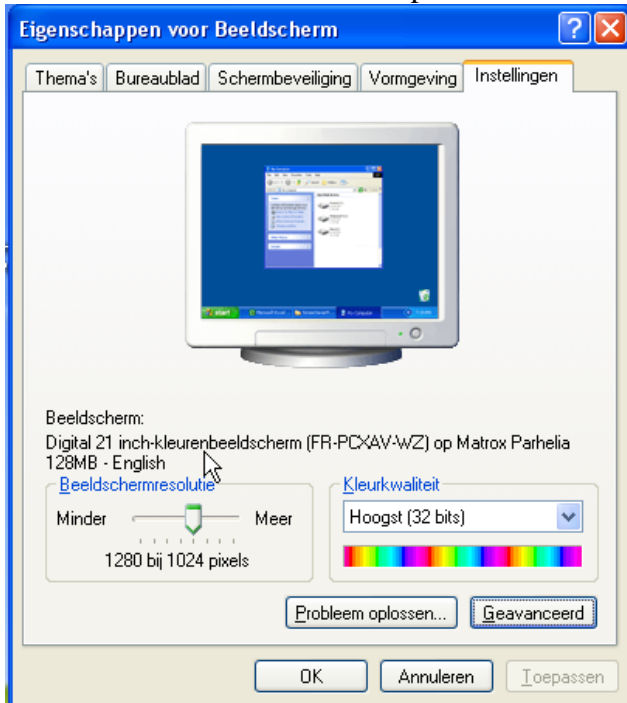 Eigenschappen voor Beeldscherm
Thema's Bureaublad Schermbeveiliging Vormgeving Instellingen
Beeldscherm:
Digital 21 inch-kleurenbeeldscherm (FR-PCXAV-WZ) op Matrox Parhelia
128MB - English
Beeldschermresolutie Kleurkwaliteit
Minder Meer Hoogst (32 bits)
1280 bij 1024 pixels
Probleem oplossen... Geavanceerd
OK Annuleren Toepassen